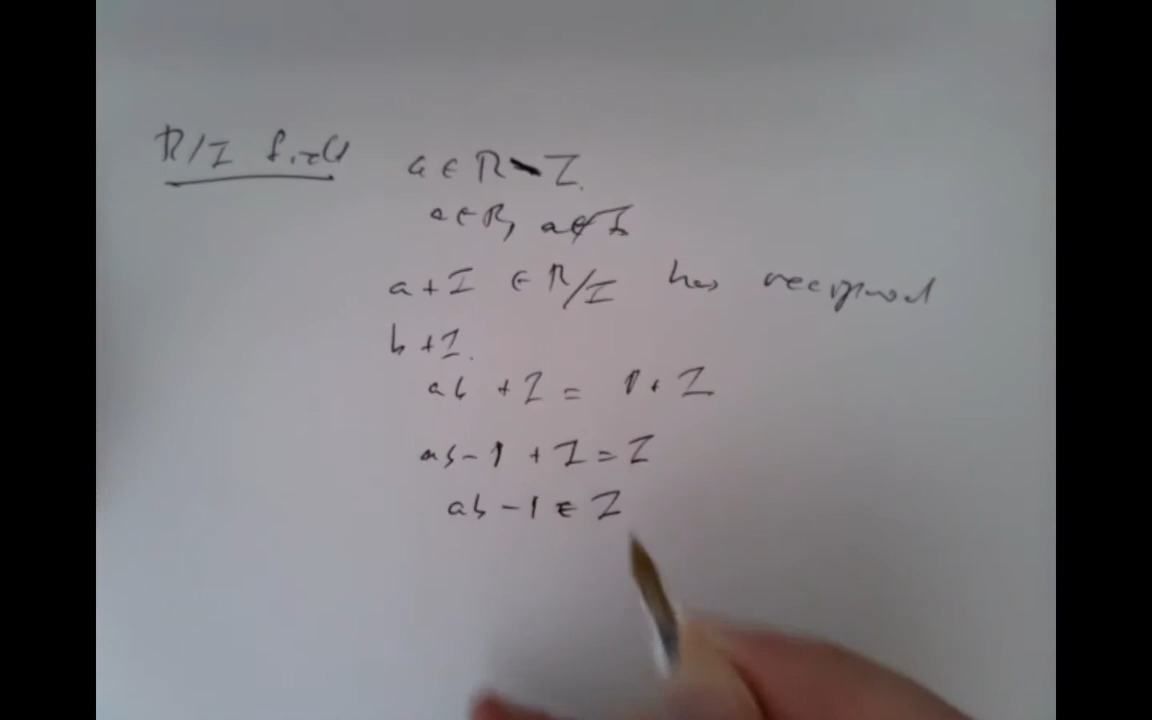 R/I field
a ∈ R∖I.
a ∈ R, a ∉ I
a + I ∈ R/I has reciprocal
b + I.
ab + I = 1 + I
ab - 1 + I = I
ab - 1 ∈ I